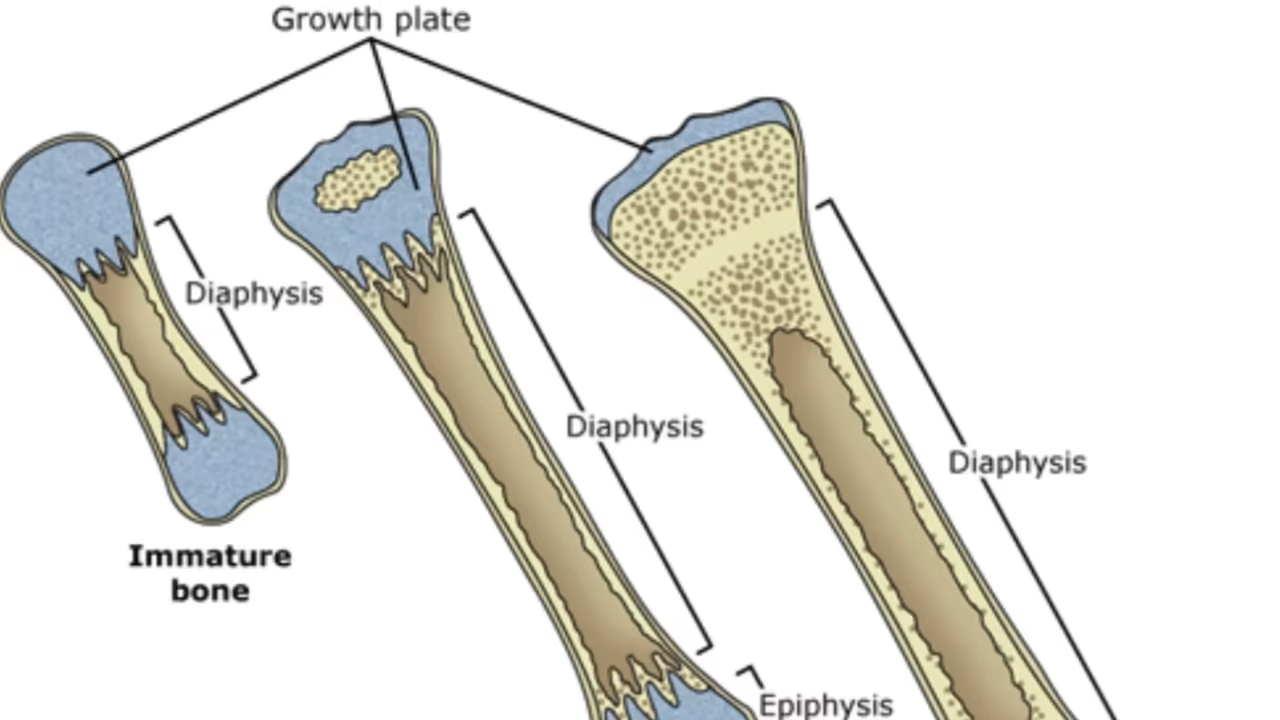 Growth plate
Diaphysis
Diaphysis
Diaphysis
Immature
bone
Epiphysis